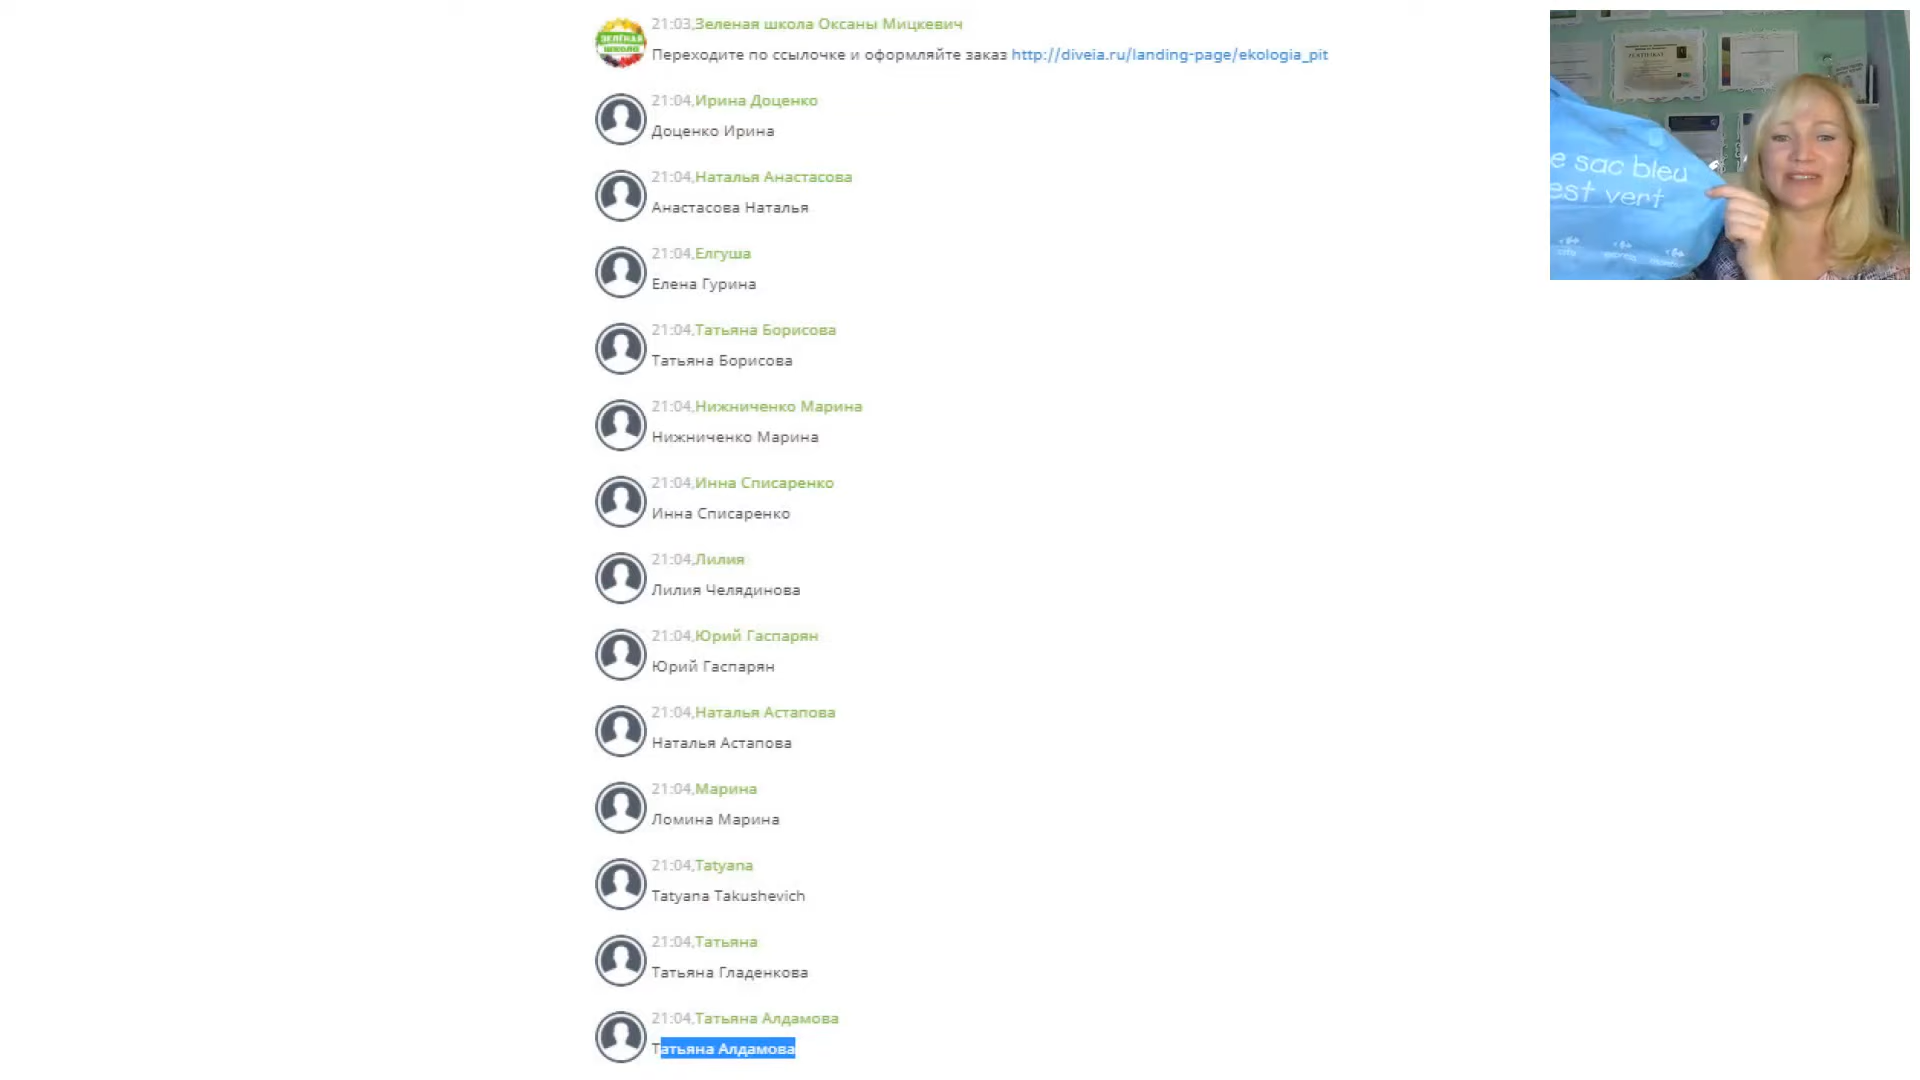 21:03,Зеленая школа Оксаны Мицкевич
ЗЕЛЁНАЯ
ШКОЛА
Переходите по ссылочке и оформляйте заказ http://diveia.ru/landing-page/ekologia_pit
21:04,Ирина Доценко
Доценко Ирина
21:04,Наталья Анастасова
Анастасова Наталья
21:04,Елгуша
Елена Гурина
21:04,Татьяна Борисова
Татьяна Борисова
21:04,Нижниченко Марина
Нижниченко Марина
21:04,Инна Списаренко
Инна Списаренко
21:04,Лилия
Лилия Челядинова
21:04,Юрий Гаспарян
Юрий Гаспарян
21:04,Наталья Астапова
Наталья Астапова
21:04,Марина
Ломина Марина
21:04,Tatyana
Tatyana Takushevich
21:04,Татьяна
Татьяна Гладенкова
21:04,Татьяна Алдамова
Татьяна Алдамова
e sac bleu
est vert
city